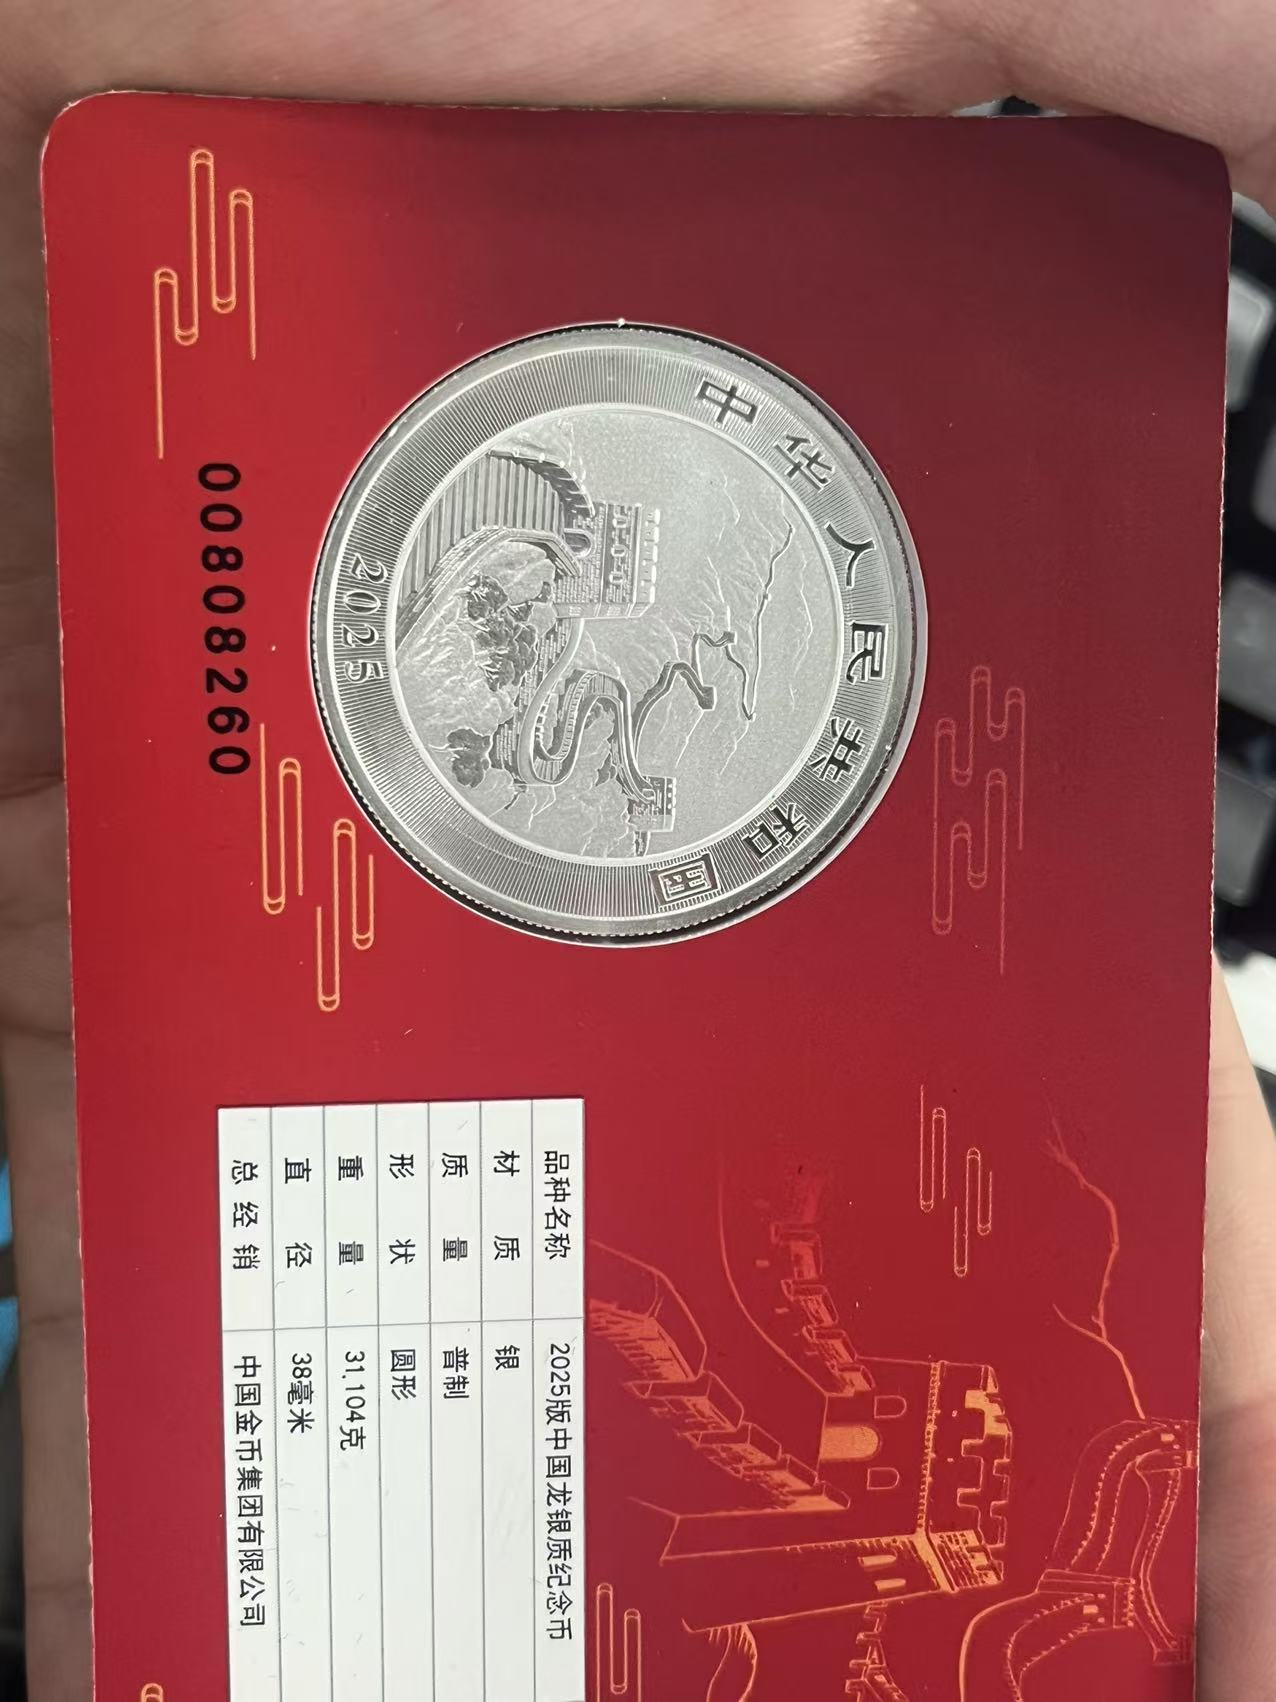 中华人民共和国
2025
00808260
品种名称 2025版中国龙银质纪念币
材质 银
质量 普制
形状 圆形
重量 31.104克
直径 38毫米
总经销 中国金币集团有限公司